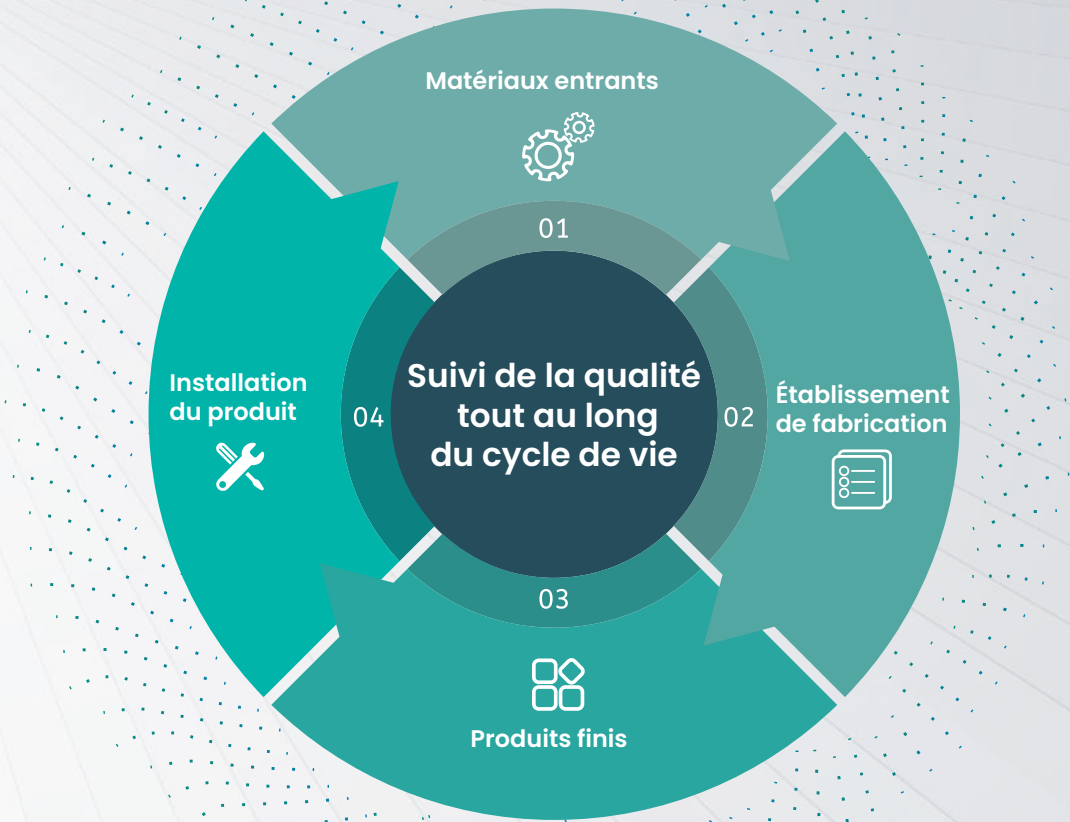 Matériaux entrants
01
Établissement
de fabrication
02
Produits finis
03
Installation
du produit
04
Suivi de la qualité
tout au long
du cycle de vie